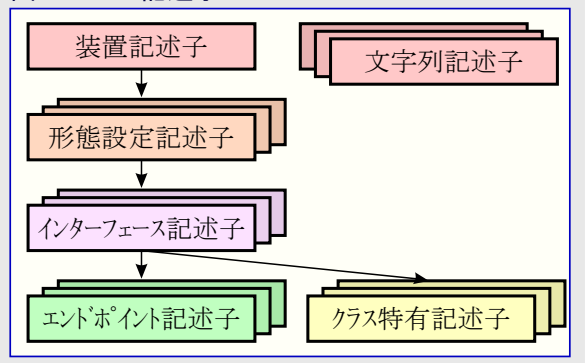 装置記述子
文字列記述子
形態設定記述子
インターフェース記述子
エンドポイント記述子
クラス特有記述子